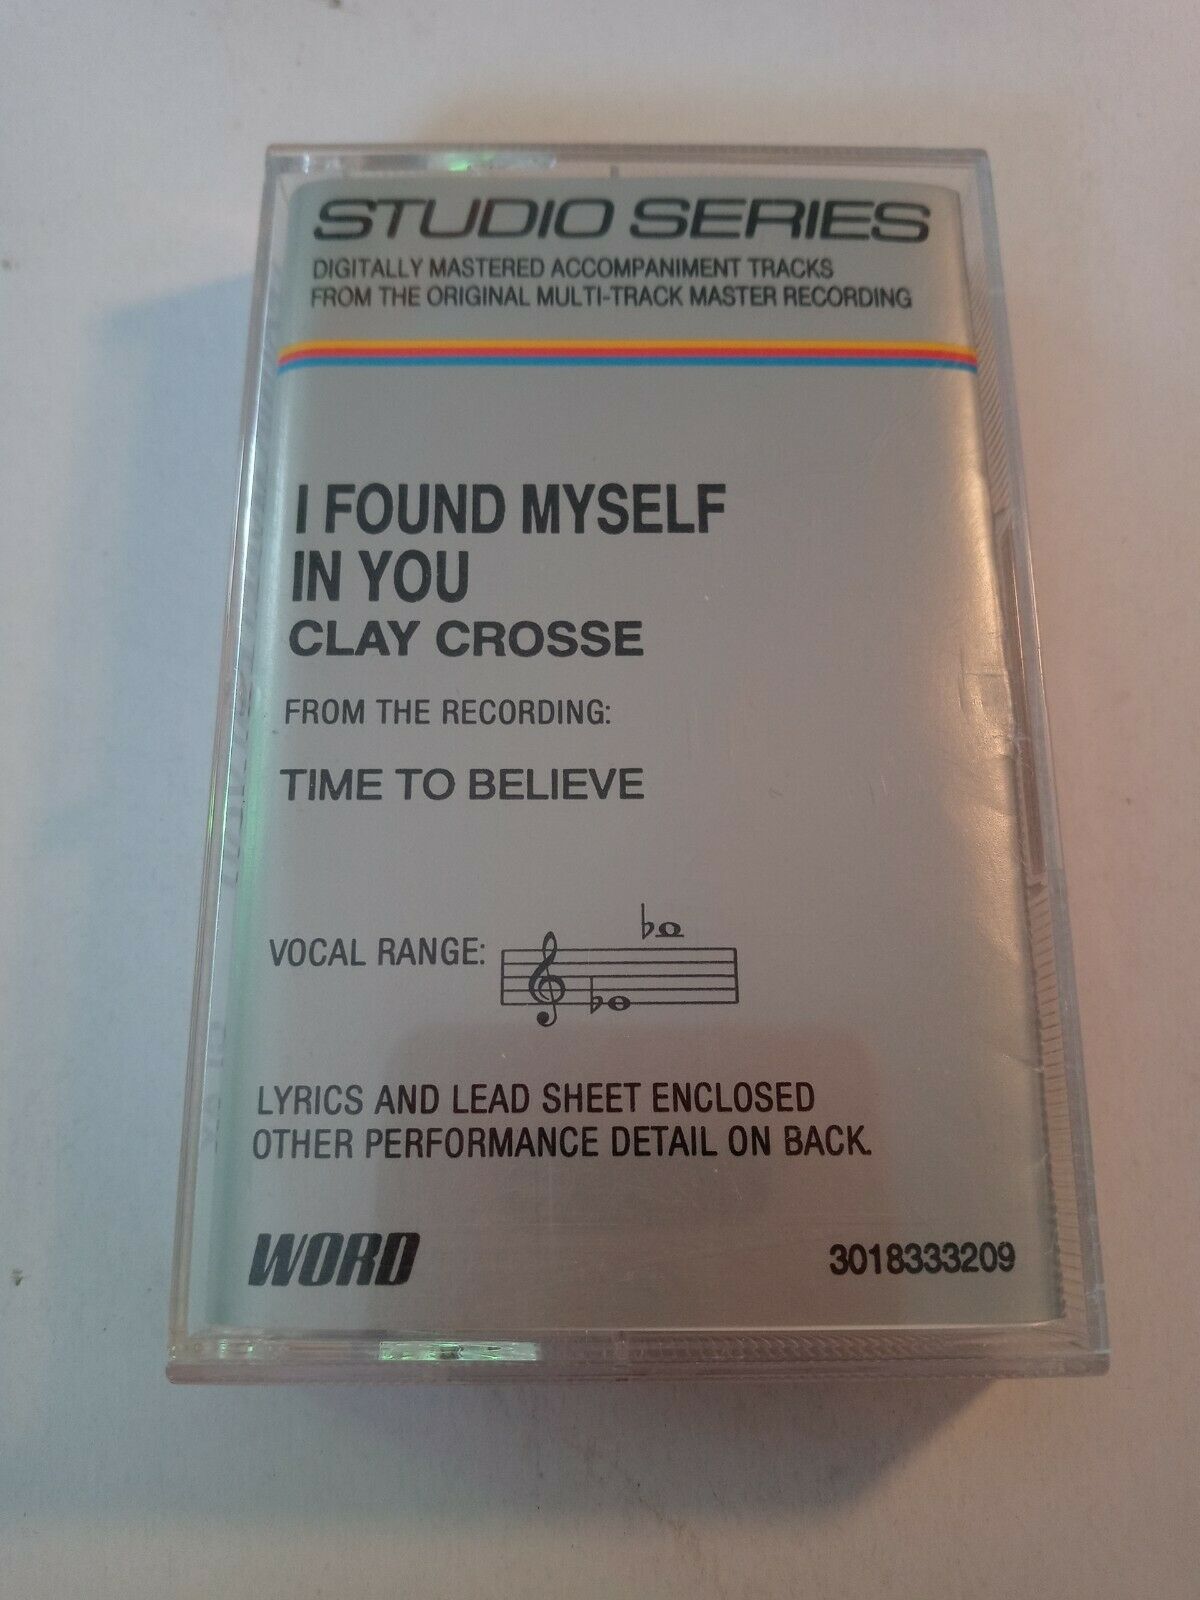 STUDIO SERIES
DIGITALLY MASTERED ACCOMPANIMENT TRACKS
FROM THE ORIGINAL MULTI-TRACK MASTER RECORDING
I FOUND MYSELF
IN YOU
CLAY CROSSE
FROM THE RECORDING:
TIME TO BELIEVE
VOCAL RANGE:
LYRICS AND LEAD SHEET ENCLOSED
OTHER PERFORMANCE DETAIL ON BACK.
WORD
3018333209